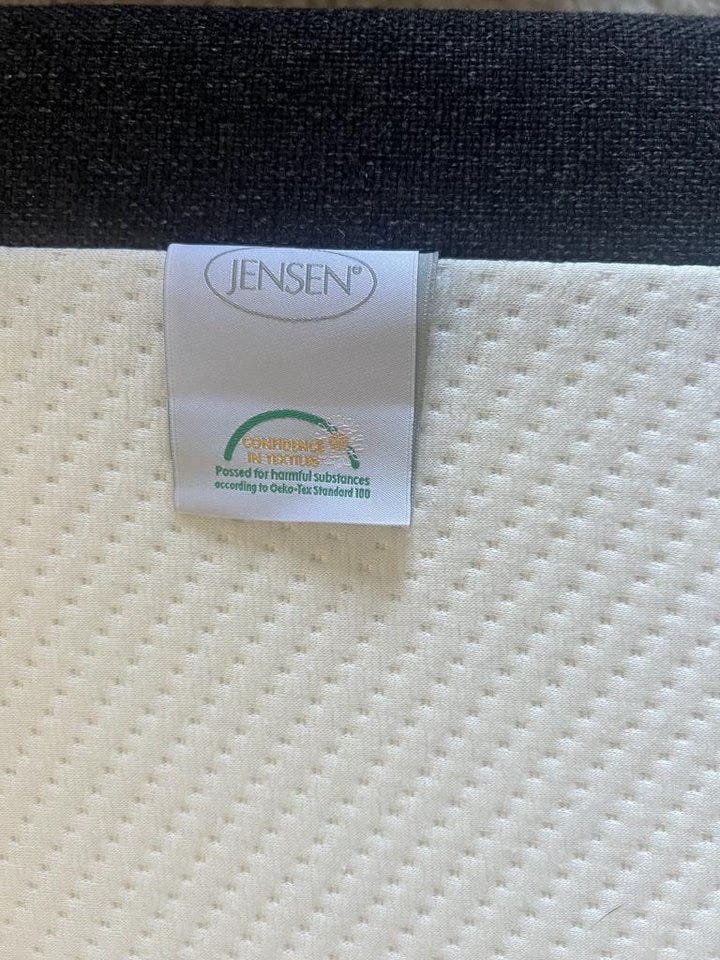 JENSEN®
CONFIDENCE
IN TEXTILES
Passed for harmful substances
according to Oeko-Tex Standard 100